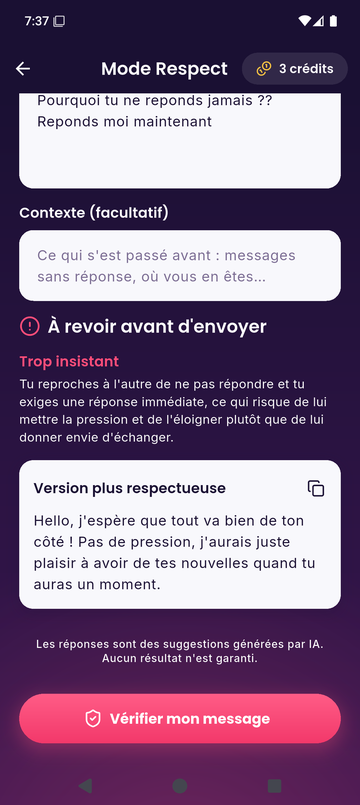 7:37
Mode Respect
3 crédits
Pourquoi tu ne reponds jamais ??
Reponds moi maintenant
Contexte (facultatif)
Ce qui s'est passé avant : messages
sans réponse, où vous en êtes...
À revoir avant d'envoyer
Trop insistant
Tu reproches à l'autre de ne pas répondre et tu
exiges une réponse immédiate, ce qui risque de lui
mettre la pression et de l'éloigner plutôt que de lui
donner envie d'échanger.
Version plus respectueuse
Hello, j'espère que tout va bien de ton
côté ! Pas de pression, j'aurais juste
plaisir à avoir de tes nouvelles quand tu
auras un moment.
Les réponses sont des suggestions générées par IA.
Aucun résultat n'est garanti.
Vérifier mon message